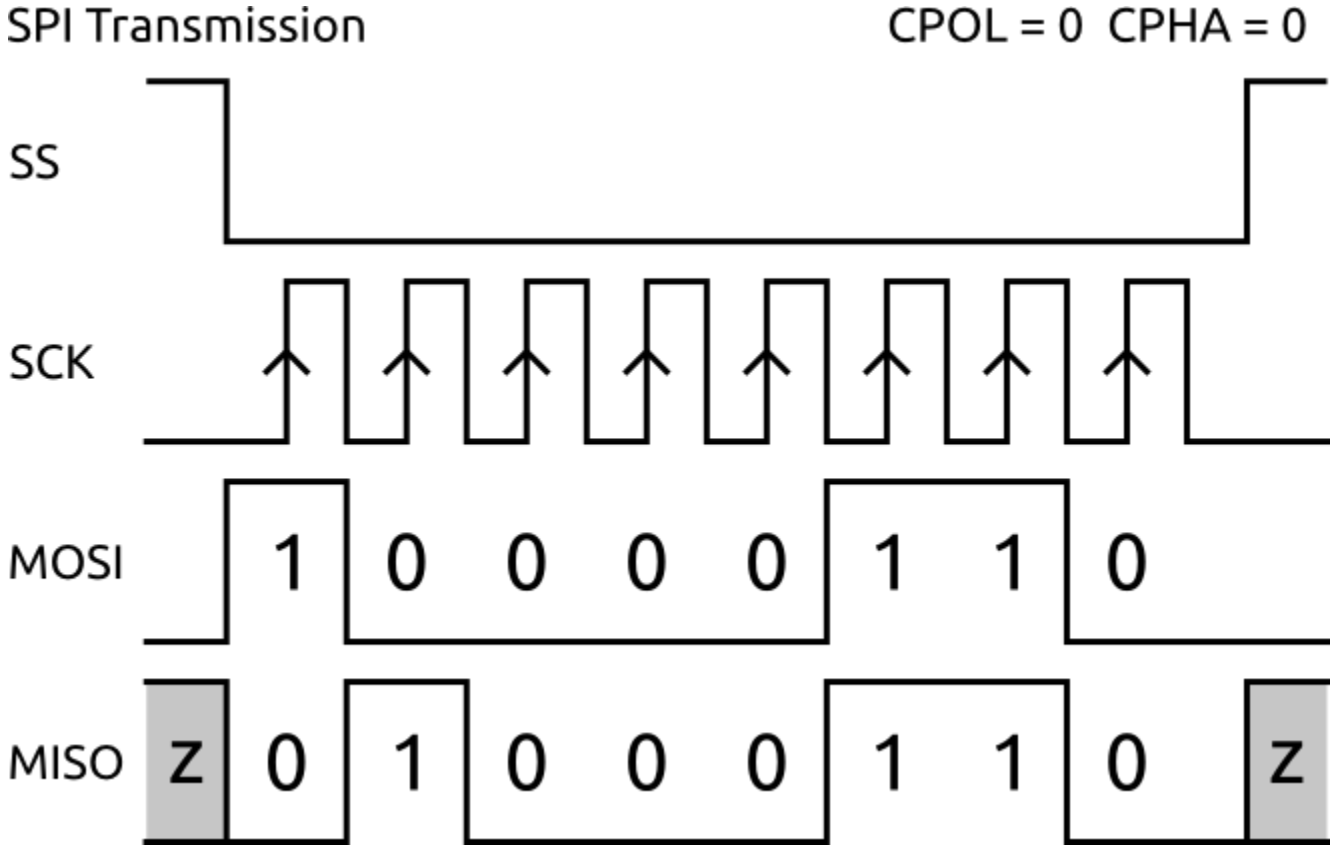 SPI Transmission CPOL = 0 CPHA = 0
SS
SCK
MOSI 1 0 0 0 0 1 1 0
MISO Z 0 1 0 0 0 1 1 0 Z